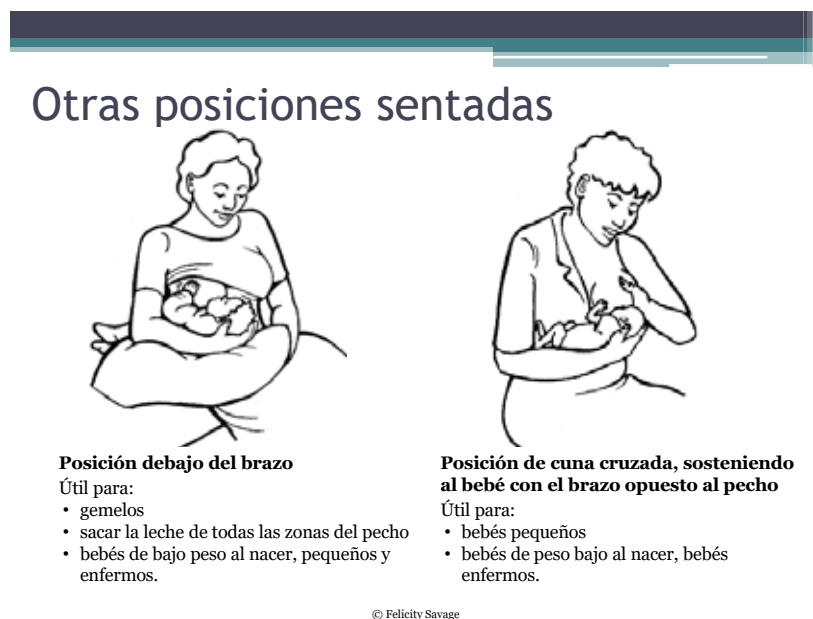 Otras posiciones sentadas
Posición debajo del brazo
Útil para:
• gemelos
• sacar la leche de todas las zonas del pecho
• bebés de bajo peso al nacer, pequeños y
enfermos.
Posición de cuna cruzada, sosteniendo
al bebé con el brazo opuesto al pecho
Útil para:
• bebés pequeños
• bebés de peso bajo al nacer, bebés
enfermos.
© Felicity Savage